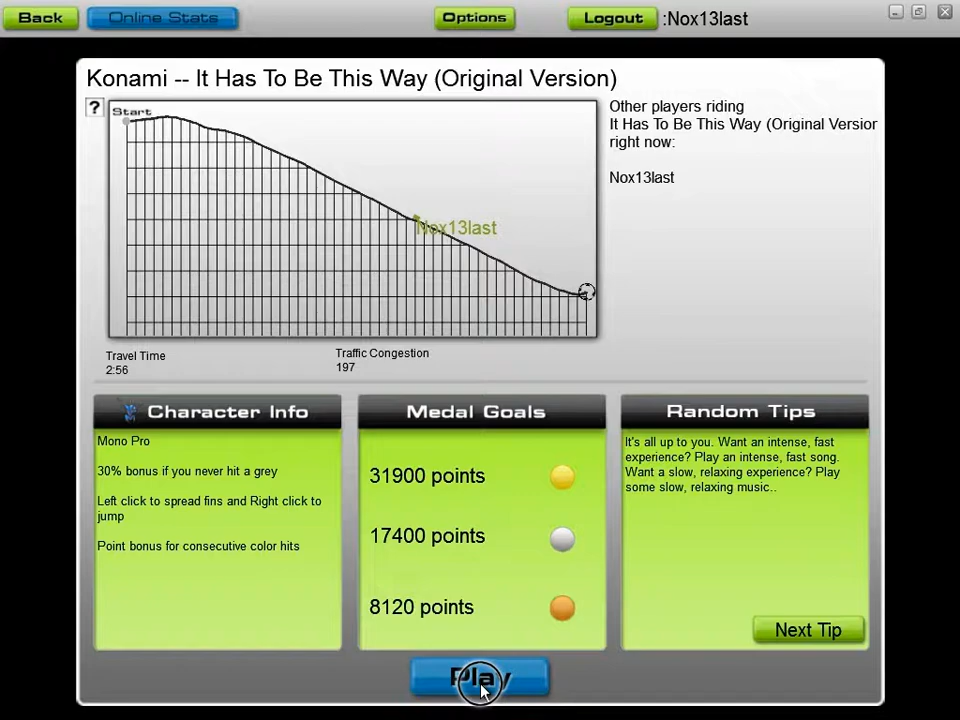 Back
Online Stats
Options
Logout
:Nox13last
Konami -- It Has To Be This Way (Original Version)
?
Start
Nox13last
Other players riding
It Has To Be This Way (Original Versior
right now:
Nox13last
Travel Time
2:56
Traffic Congestion
197
Character Info
Mono Pro
30% bonus if you never hit a grey
Left click to spread fins and Right click to
jump
Point bonus for consecutive color hits
Medal Goals
31900 points
17400 points
8120 points
Random Tips
It's all up to you. Want an intense, fast
experience? Play an intense, fast song.
Want a slow, relaxing experience? Play
some slow, relaxing music..
Next Tip
Play